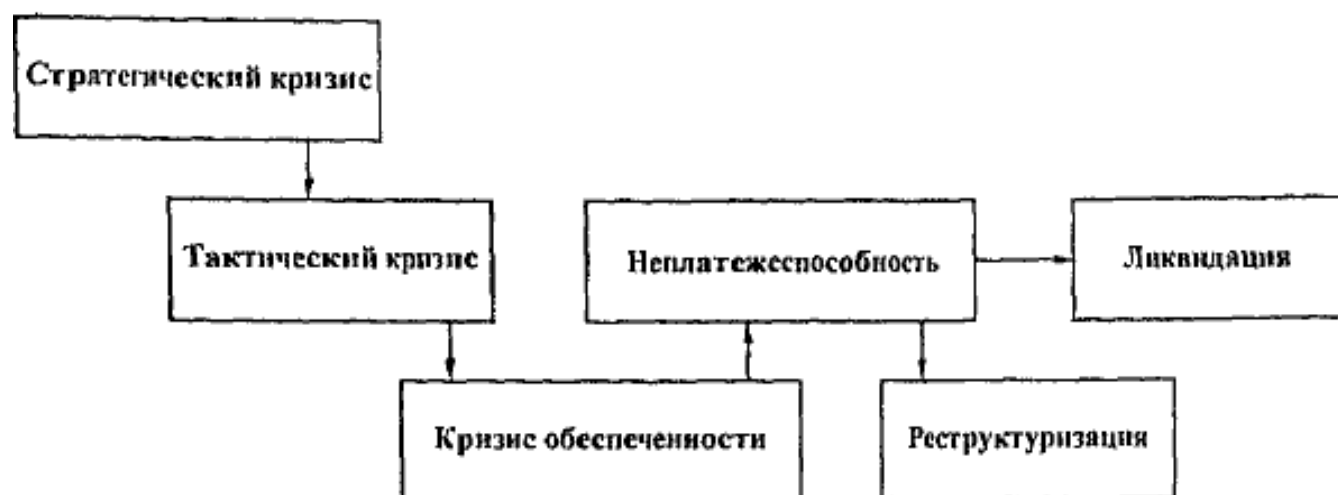 Стратегический кризис
Тактический кризис
Неплатежеспособность
Ликвидация
Кризис обеспеченности
Реструктуризация